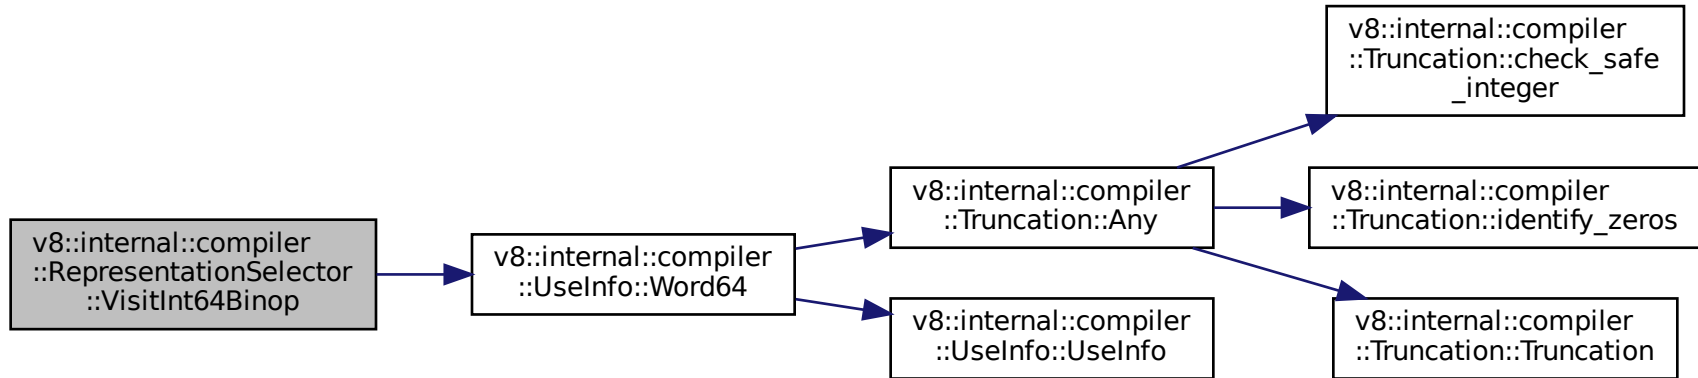 v8::internal::compiler
::RepresentationSelector
::VisitInt64Binop
v8::internal::compiler
::UseInfo::Word64
v8::internal::compiler
::Truncation::Any
v8::internal::compiler
::UseInfo::UseInfo
v8::internal::compiler
::Truncation::check_safe
_integer
v8::internal::compiler
::Truncation::identify_zeros
v8::internal::compiler
::Truncation::Truncation